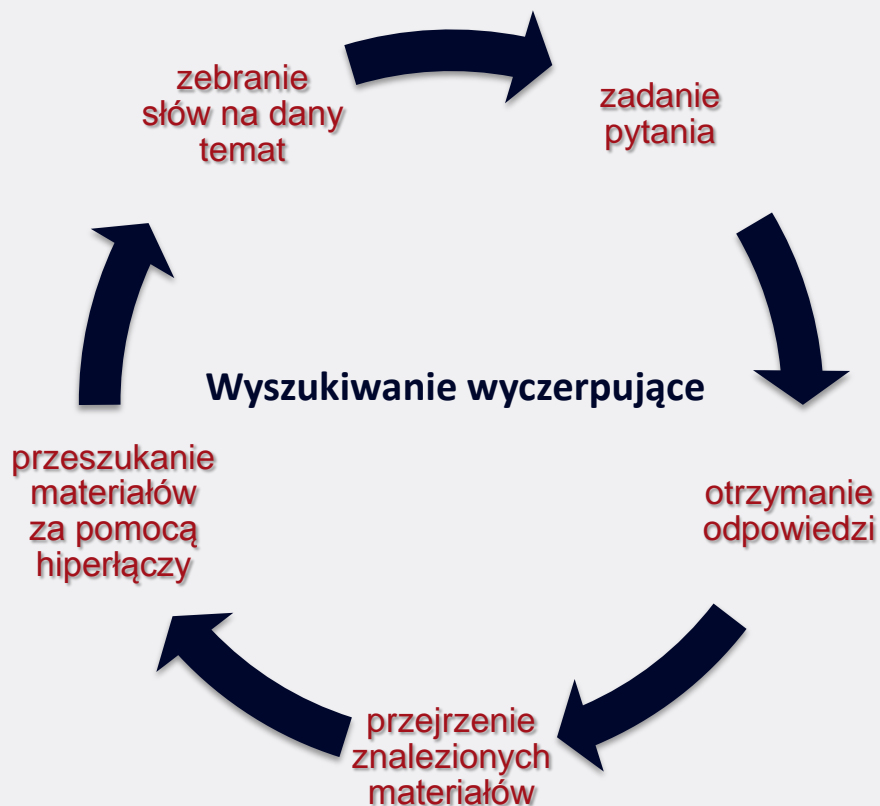 zebranie
słów na dany
temat
zadanie
pytania
Wyszukiwanie wyczerpujące
otrzymanie
odpowiedzi
przejrzenie
znalezionych
materiałów
przeszukanie
materiałów
za pomocą
hiperłączy